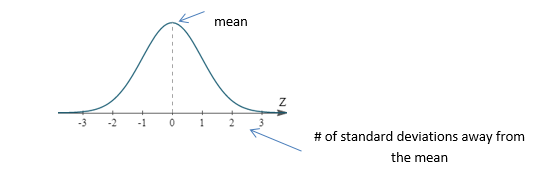 mean
Z
-3 -2 -1 0 1 2 3
# of standard deviations away from
the mean